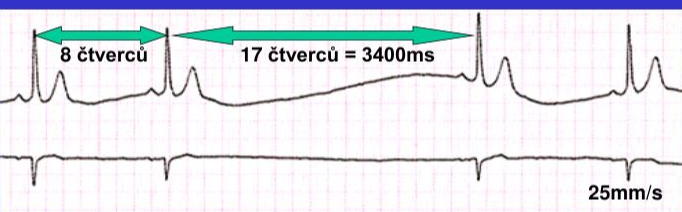 8 čtverců
17 čtverců = 3400ms
25mm/s